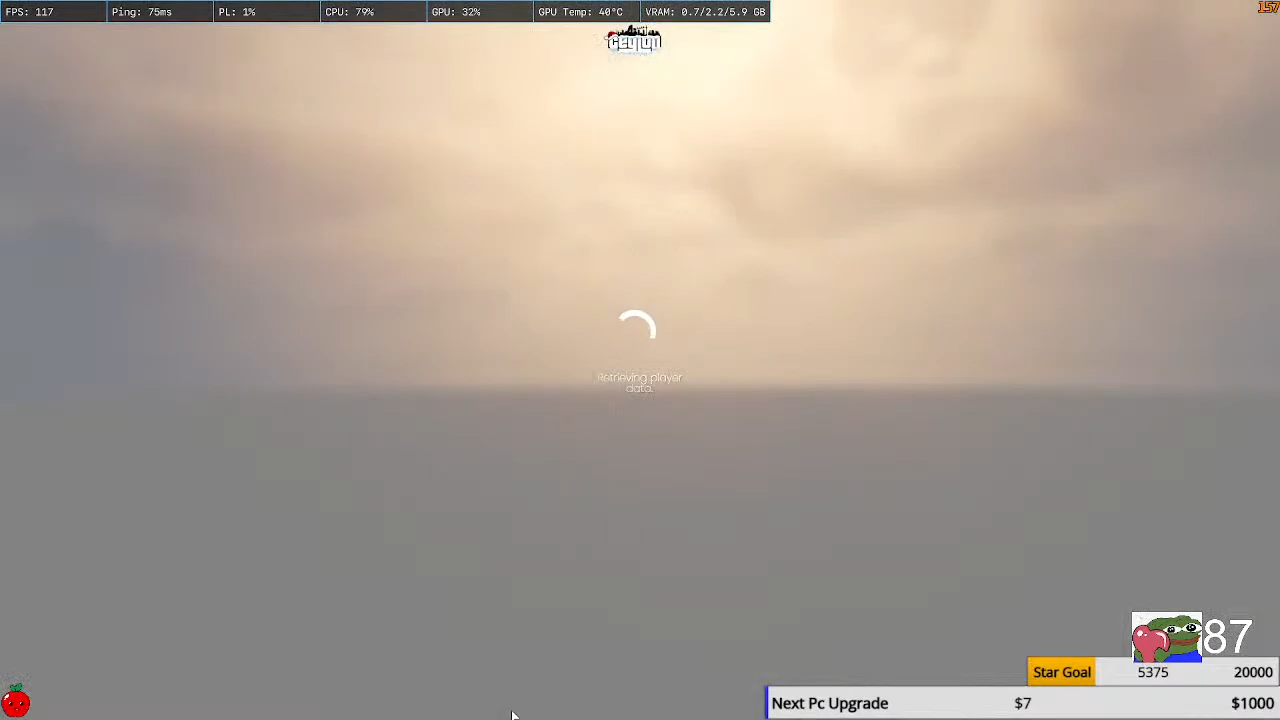 FPS: 117 Ping: 75ms PL: 1% CPU: 79% GPU: 32% GPU Temp: 40°C VRAM: 0.7/2.2/5.9 GB
157
Retrieving player
data.
87
Star Goal 5375 20000
Next Pc Upgrade $7 $1000